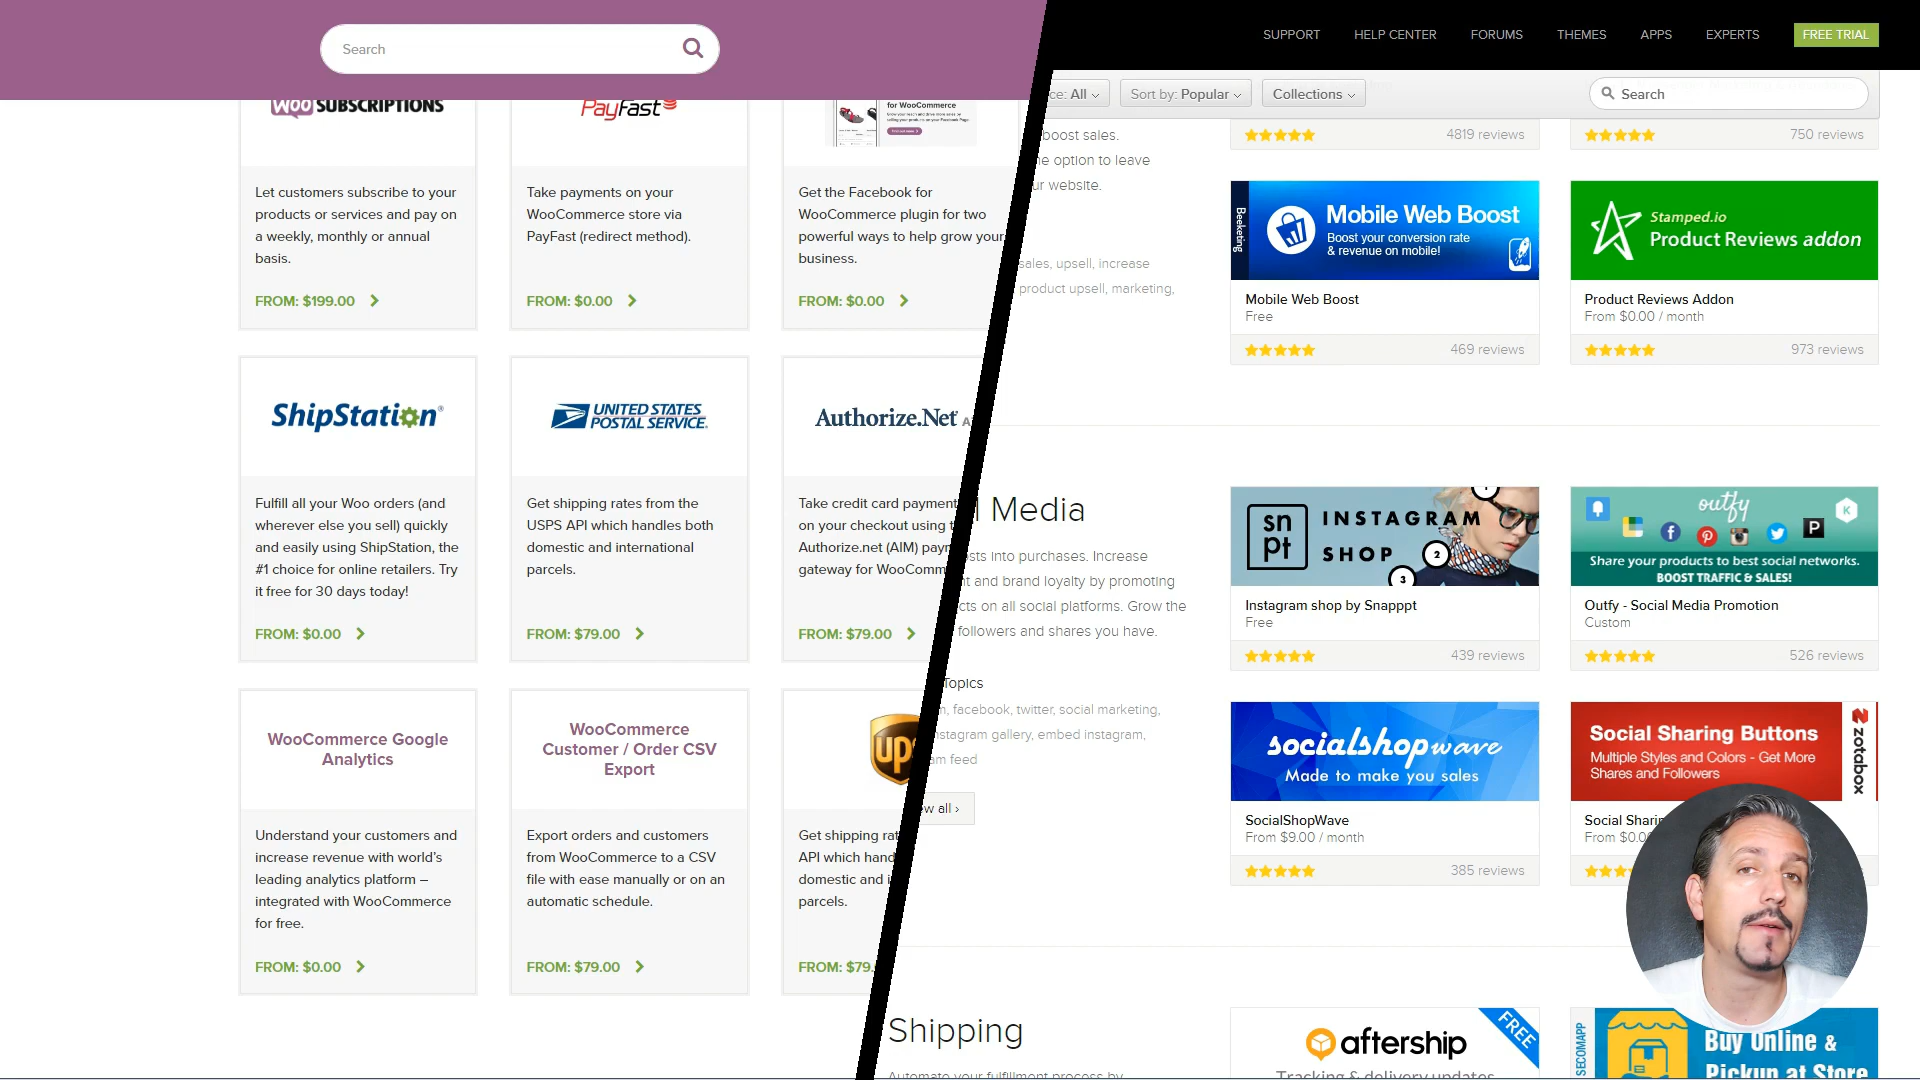 Search
WOO SUBSCRIPTIONS
Let customers subscribe to your
products or services and pay on
a weekly, monthly or annual
basis.
FROM: $199.00
PayFast
Take payments on your
WooCommerce store via
PayFast (redirect method).
FROM: $0.00
for WooCommerce
Get the Facebook for
WooCommerce plugin for two
powerful ways to help grow your
business.
FROM: $0.00
ShipStation®
Fulfill all your Woo orders (and
wherever else you sell) quickly
and easily using ShipStation, the
#1 choice for online retailers. Try
it free for 30 days today!
FROM: $0.00
UNITED STATES
POSTAL SERVICE.
Get shipping rates from the
USPS API which handles both
domestic and international
parcels.
FROM: $79.00
Authorize.Net A
Take credit card payment
on your checkout using t
Authorize.net (AIM) payn
gateway for WooComm
FROM: $79.00
WooCommerce Google
Analytics
Understand your customers and
increase revenue with world's
leading analytics platform –
integrated with WooCommerce
for free.
FROM: $0.00
WooCommerce
Customer / Order CSV
Export
Export orders and customers
from WooCommerce to a CSV
file with ease manually or on an
automatic schedule.
FROM: $79.00
ups
Get shipping rat
API which hand
domestic and i
parcels.
FROM: $79.
SUPPORT HELP CENTER FORUMS THEMES APPS EXPERTS FREE TRIAL
ce: All Sort by: Popular Collections Search
boost sales.
ne option to leave
ur website.
sales, upsell, increase
product upsell, marketing,
4819 reviews
750 reviews
Beeketing
Mobile Web Boost
Boost your conversion rate
& revenue on mobile!
Mobile Web Boost
Free
469 reviews
Stamped.io
Product Reviews addon
Product Reviews Addon
From $0.00 / month
973 reviews
l Media
sts into purchases. Increase
t and brand loyalty by promoting
cts on all social platforms. Grow the
followers and shares you have.
Topics
n, facebook, twitter, social marketing,
nstagram gallery, embed instagram,
am feed
ew all ›
sn
pt
INSTAGRAM
SHOP
1
2
3
Instagram shop by Snapppt
Free
439 reviews
outfy
K
P
Share your products to best social networks.
BOOST TRAFFIC & SALES!
Outfy - Social Media Promotion
Custom
526 reviews
socialshopwave
Made to make you sales
SocialShopWave
From $9.00 / month
385 reviews
Social Sharing Buttons
Multiple Styles and Colors - Get More
Shares and Followers
zotabox
Social Sharin
From $0.0
Shipping
Automate your fulfillment process by
aftership
FREE
Tracking & delivery updates
SECOMAPP
Buy Online &
Pickup at Store